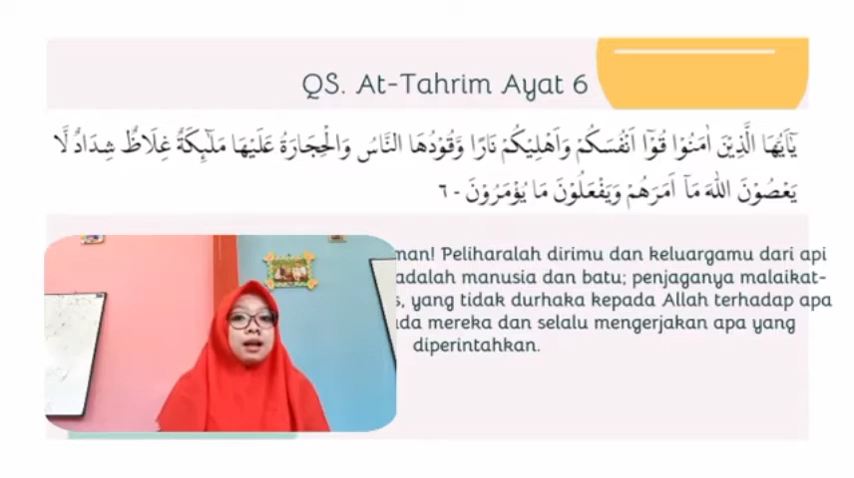 QS. At-Tahrim Ayat 6
يٰٓاَيُّهَا الَّذِيْنَ اٰمَنُوْا قُوْٓا اَنْفُسَكُمْ وَاَهْلِيْكُمْ نَارًا وَّقُوْدُهَا النَّاسُ وَالْحِجَارَةُ عَلَيْهَا مَلٰۤىِٕكَةٌ غِلَاظٌ شِدَادٌ لَّا
يَعْصُوْنَ اللّٰهَ مَآ اَمَرَهُمْ وَيَفْعَلُوْنَ مَا يُؤْمَرُوْنَ - ٦
man! Peliharalah dirimu dan keluargamu dari api
adalah manusia dan batu; penjaganya malaikat-
s, yang tidak durhaka kepada Allah terhadap apa
da mereka dan selalu mengerjakan apa yang
diperintahkan.